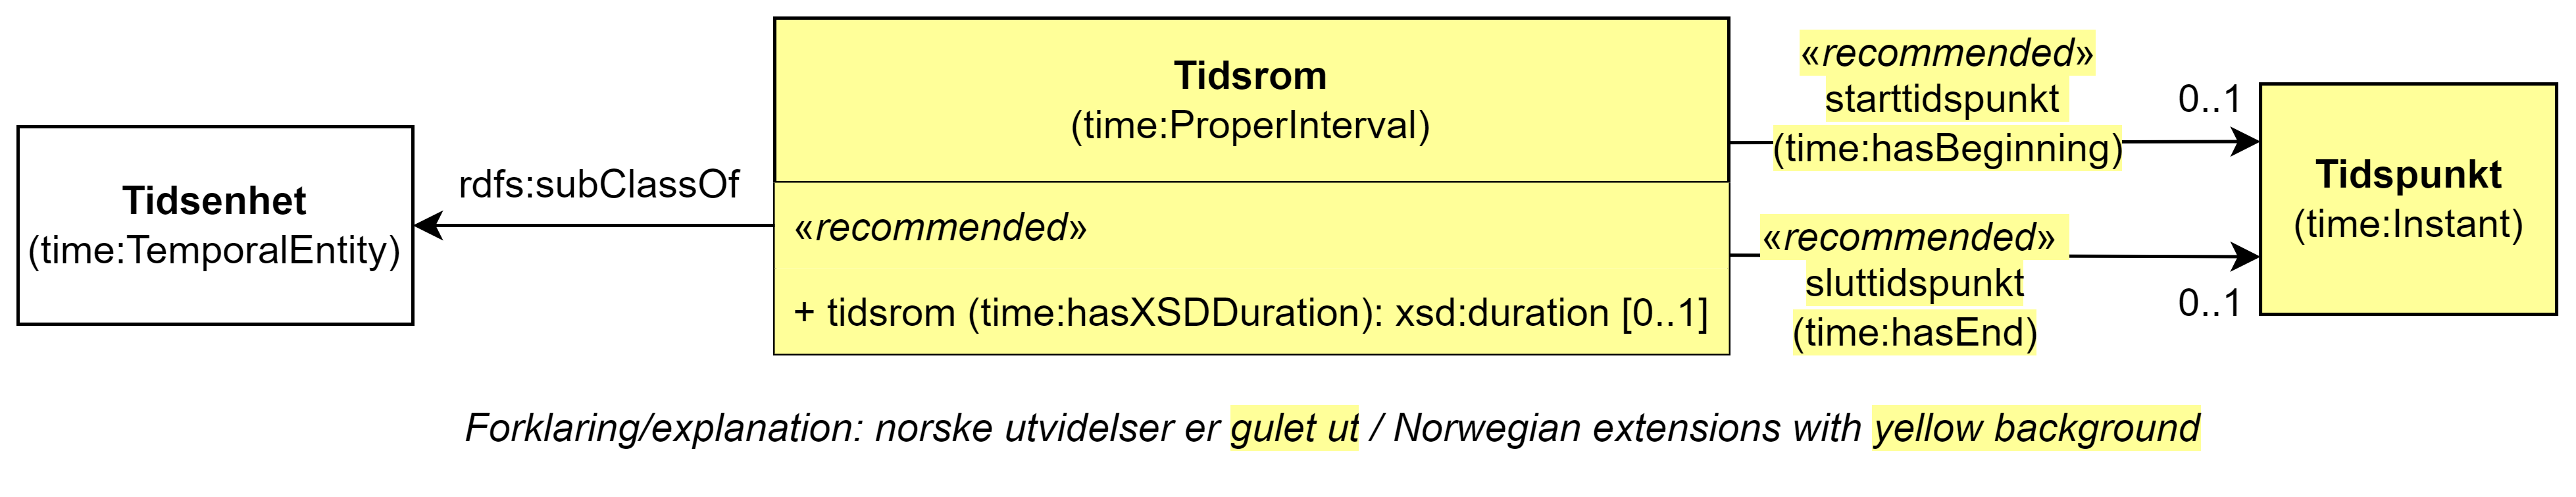 Tidsenhet
(time:TemporalEntity)
rdfs:subClassOf
Tidsrom
(time:ProperInterval)
«recommended»
+ tidsrom (time:hasXSDDuration): xsd:duration [0..1]
«recommended»
starttidspunkt
(time:hasBeginning)
0..1
«recommended»
sluttidspunkt
(time:hasEnd)
0..1
Tidspunkt
(time:Instant)
Forklaring/explanation: norske utvidelser er gulet ut / Norwegian extensions with yellow background